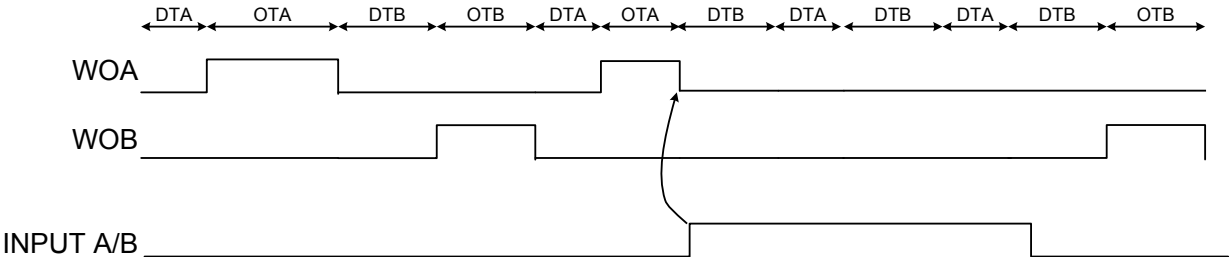 DTA OTA DTB OTB DTA OTA DTB DTA DTB DTA DTB OTB
WOA
WOB
INPUT A/B